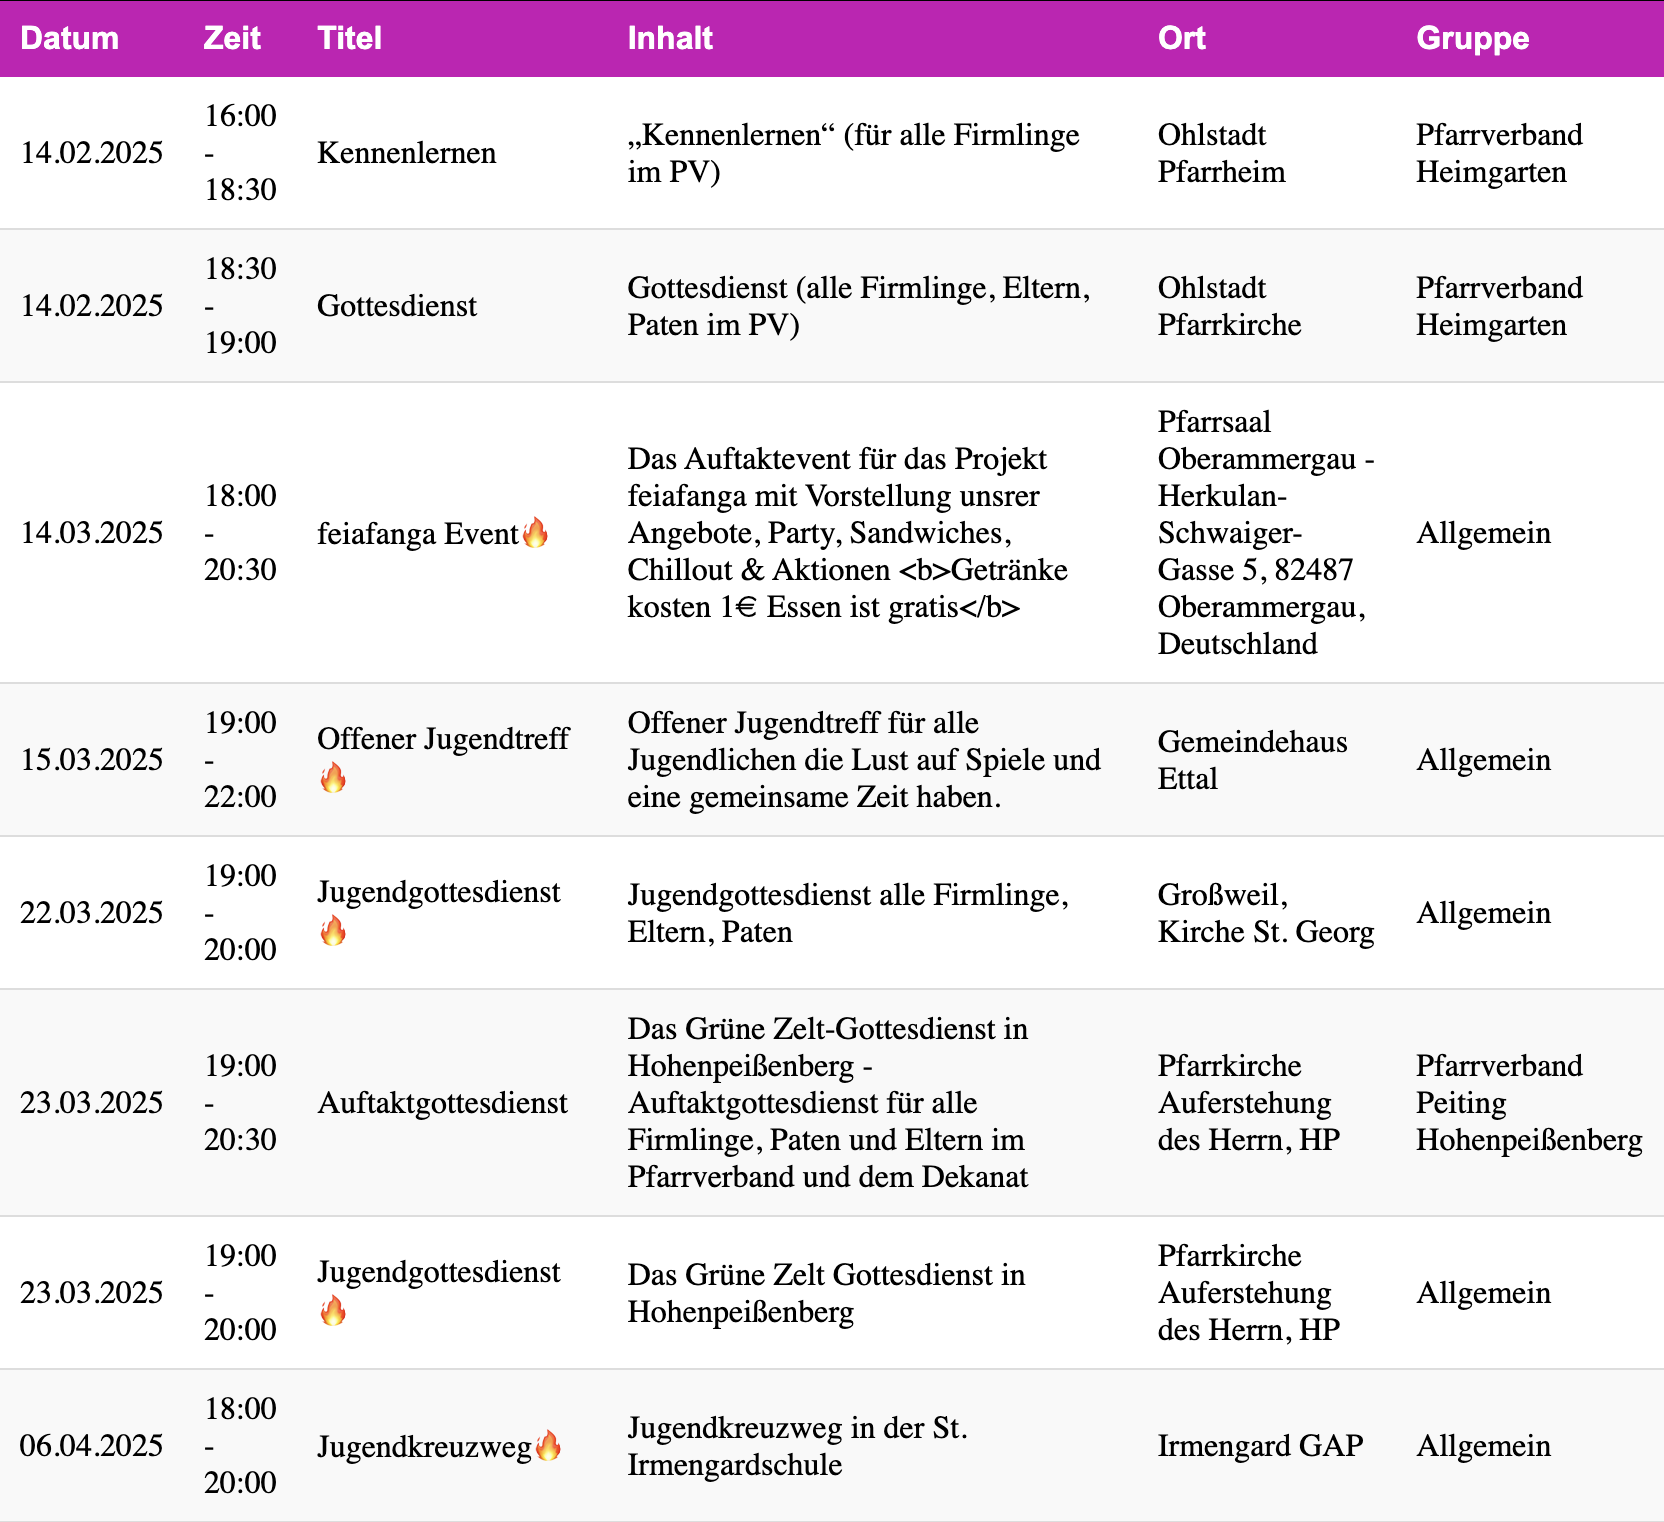 Datum Zeit Titel Inhalt Ort Gruppe
14.02.2025
16:00
-
18:30
Kennenlernen
„Kennenlernen“ (für alle Firmlinge
im PV)
Ohlstadt
Pfarrheim
Pfarrverband
Heimgarten
14.02.2025
18:30
-
19:00
Gottesdienst
Gottesdienst (alle Firmlinge, Eltern,
Paten im PV)
Ohlstadt
Pfarrkirche
Pfarrverband
Heimgarten
14.03.2025
18:00
-
20:30
feiafanga Event🔥
Das Auftaktevent für das Projekt
feiafanga mit Vorstellung unsrer
Angebote, Party, Sandwiches,
Chillout & Aktionen <b>Getränke
kosten 1€ Essen ist gratis</b>
Pfarrsaal
Oberammergau -
Herkulan-
Schwaiger-
Gasse 5, 82487
Oberammergau,
Deutschland
Allgemein
15.03.2025
19:00
-
22:00
Offener Jugendtreff
🔥
Offener Jugendtreff für alle
Jugendlichen die Lust auf Spiele und
eine gemeinsame Zeit haben.
Gemeindehaus
Ettal
Allgemein
22.03.2025
19:00
-
20:00
Jugendgottesdienst
🔥
Jugendgottesdienst alle Firmlinge,
Eltern, Paten
Großweil,
Kirche St. Georg
Allgemein
23.03.2025
19:00
-
20:30
Auftaktgottesdienst
Das Grüne Zelt-Gottesdienst in
Hohenpeißenberg -
Auftaktgottesdienst für alle
Firmlinge, Paten und Eltern im
Pfarrverband und dem Dekanat
Pfarrkirche
Auferstehung
des Herrn, HP
Pfarrverband
Peiting
Hohenpeißenberg
23.03.2025
19:00
-
20:00
Jugendgottesdienst
🔥
Das Grüne Zelt Gottesdienst in
Hohenpeißenberg
Pfarrkirche
Auferstehung
des Herrn, HP
Allgemein
06.04.2025
18:00
-
20:00
Jugendkreuzweg🔥
Jugendkreuzweg in der St.
Irmengardschule
Irmengard GAP
Allgemein